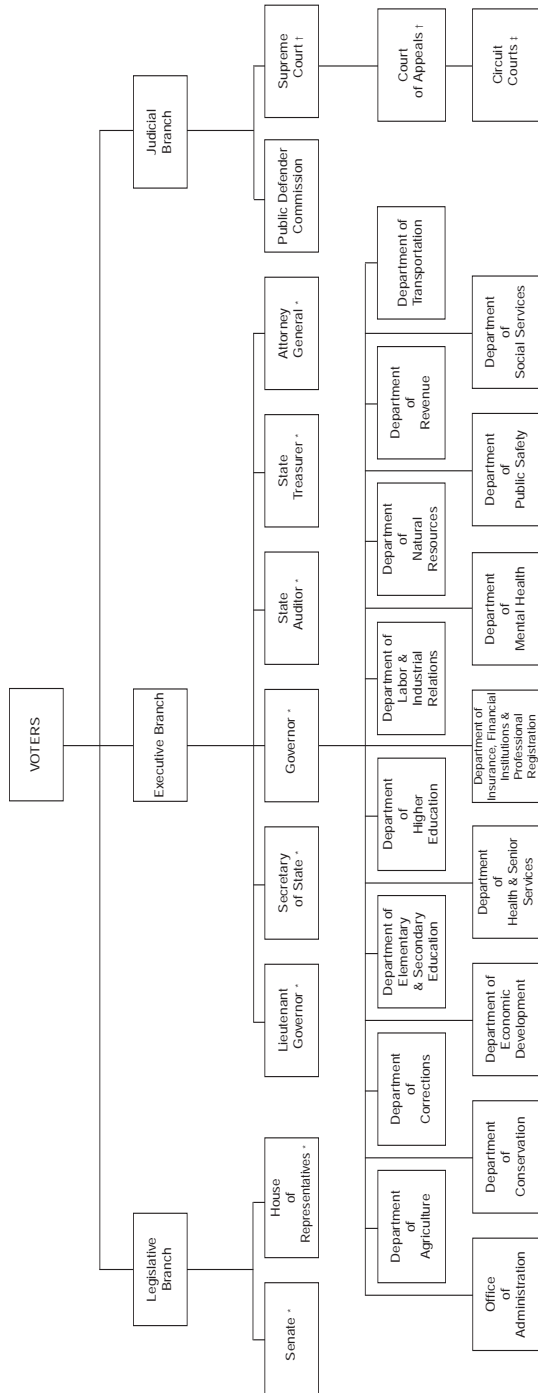 VOTERS
Legislative
Branch
Executive Branch
Judicial
Branch
Senate *
House
of
Representatives *
Lieutenant
Governor *
Secretary
of State *
Governor *
State
Auditor *
State
Treasurer *
Attorney
General *
Public Defender
Commission
Supreme
Court †
Department
of
Agriculture
Department
of
Corrections
Department of
Elementary
& Secondary
Education
Department
of
Higher
Education
Department of
Labor &
Industrial
Relations
Department
of
Natural
Resources
Department
of
Revenue
Department of
Transportation
Court
of Appeals †
Office
of
Administration
Department
of
Conservation
Department of
Economic
Development
Department
of
Health & Senior
Services
Department of
Insurance, Financial
Institutions &
Professional
Registration
Department
of
Mental Health
Department
of
Public Safety
Department
of
Social Services
Circuit
Courts ‡